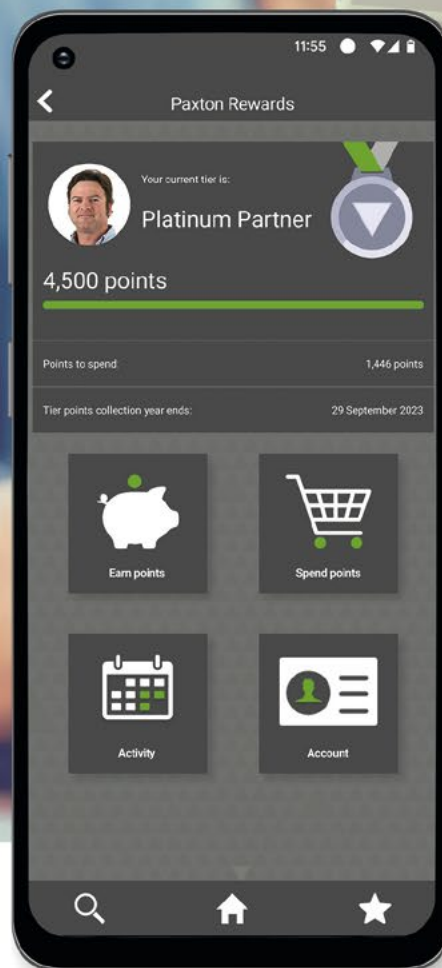 11:55
Paxton Rewards
Your current tier is:
Platinum Partner
4,500 points
Points to spend 1,446 points
Tier points collection year ends: 29 September 2023
Earn points Spend points
Activity Account